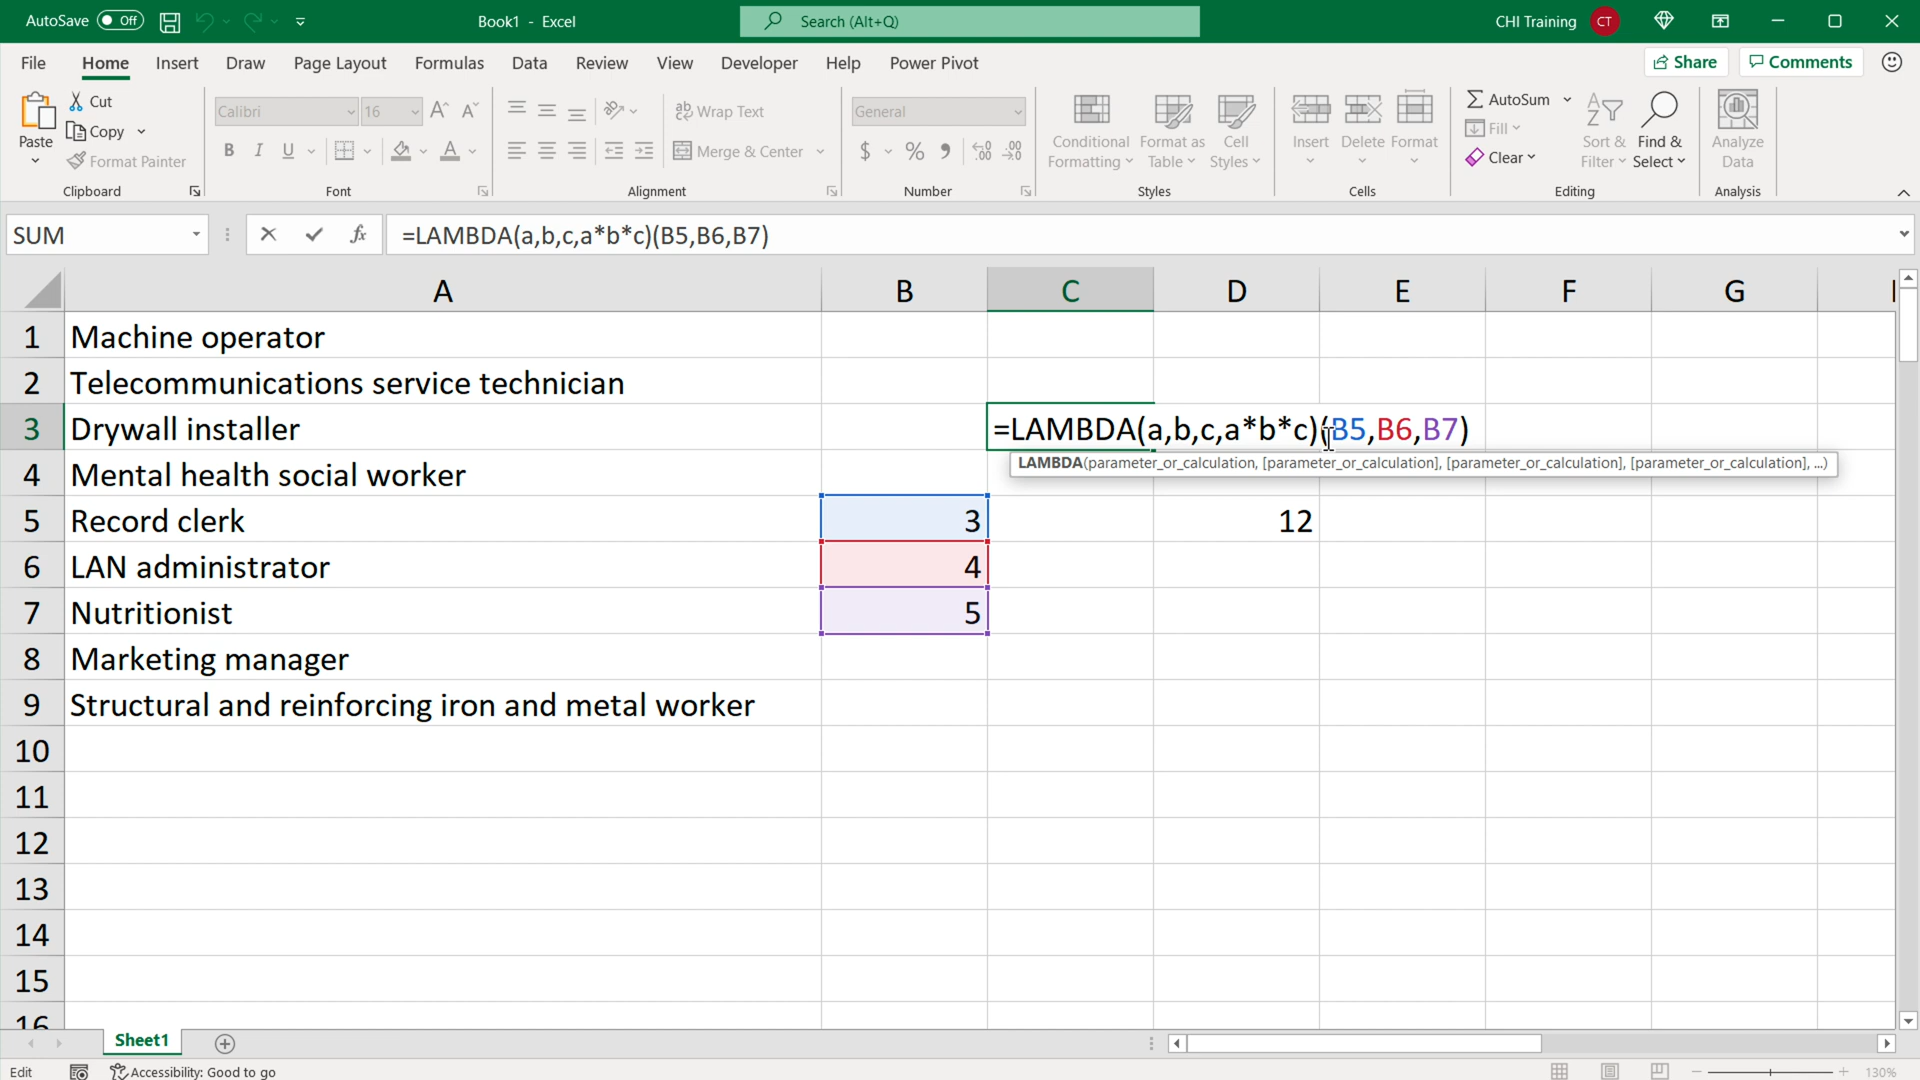 AutoSave Off Book1 - Excel Search (Alt+Q) CHI Training CT
File Home Insert Draw Page Layout Formulas Data Review View Developer Help Power Pivot Share Comments
Paste Cut Copy Format Painter
Clipboard
Calibri 16 B I U A
Font
Wrap Text Merge & Center
Alignment
General $ % 9 .00
Number
Conditional Formatting Format as Table Cell Styles
Styles
Insert Delete Format
Cells
AutoSum Fill Clear Sort & Filter Find & Select
Editing
Analyze Data
Analysis
SUM fx =LAMBDA(a,b,c,a*b*c)(B5,B6,B7)
A B C D E F G
1 Machine operator
2 Telecommunications service technician
3 Drywall installer =LAMBDA(a,b,c,a*b*c)(B5,B6,B7)
LAMBDA(parameter_or_calculation, [parameter_or_calculation], [parameter_or_calculation], [parameter_or_calculation], ...)
4 Mental health social worker
5 Record clerk 3 12
6 LAN administrator 4
7 Nutritionist 5
8 Marketing manager
9 Structural and reinforcing iron and metal worker
10
11
12
13
14
15
16
Sheet1
Edit Accessibility: Good to go 130%